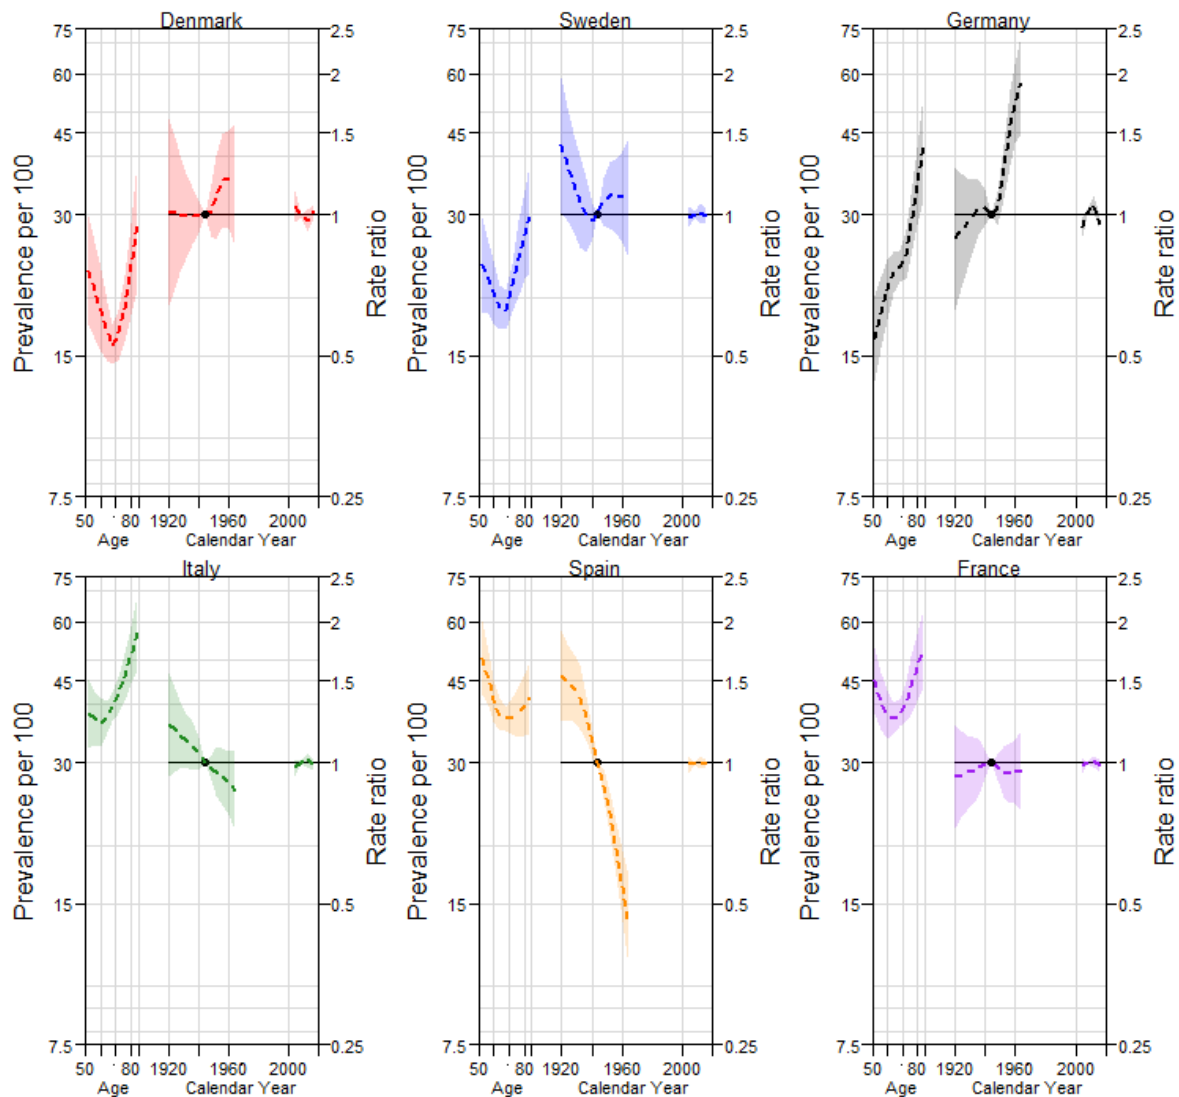 Denmark Sweden Germany
75 2.5 75 2.5 75 2.5
60 2 60 2 60 2
45 1.5 45 1.5 45 1.5
30 1 30 1 30 1
15 0.5 15 0.5 15 0.5
7.5 0.25 7.5 0.25 7.5 0.25
Prevalence per 100 Rate ratio Prevalence per 100 Rate ratio Prevalence per 100 Rate ratio
50 80 1920 1960 2000 50 80 1920 1960 2000 50 80 1920 1960 2000
Age Calendar Year Age Calendar Year Age Calendar Year
Italy Spain France
75 2.5 75 2.5 75 2.5
60 2 60 2 60 2
45 1.5 45 1.5 45 1.5
30 1 30 1 30 1
15 0.5 15 0.5 15 0.5
7.5 0.25 7.5 0.25 7.5 0.25
Prevalence per 100 Rate ratio Prevalence per 100 Rate ratio Prevalence per 100 Rate ratio
50 80 1920 1960 2000 50 80 1920 1960 2000 50 80 1920 1960 2000
Age Calendar Year Age Calendar Year Age Calendar Year